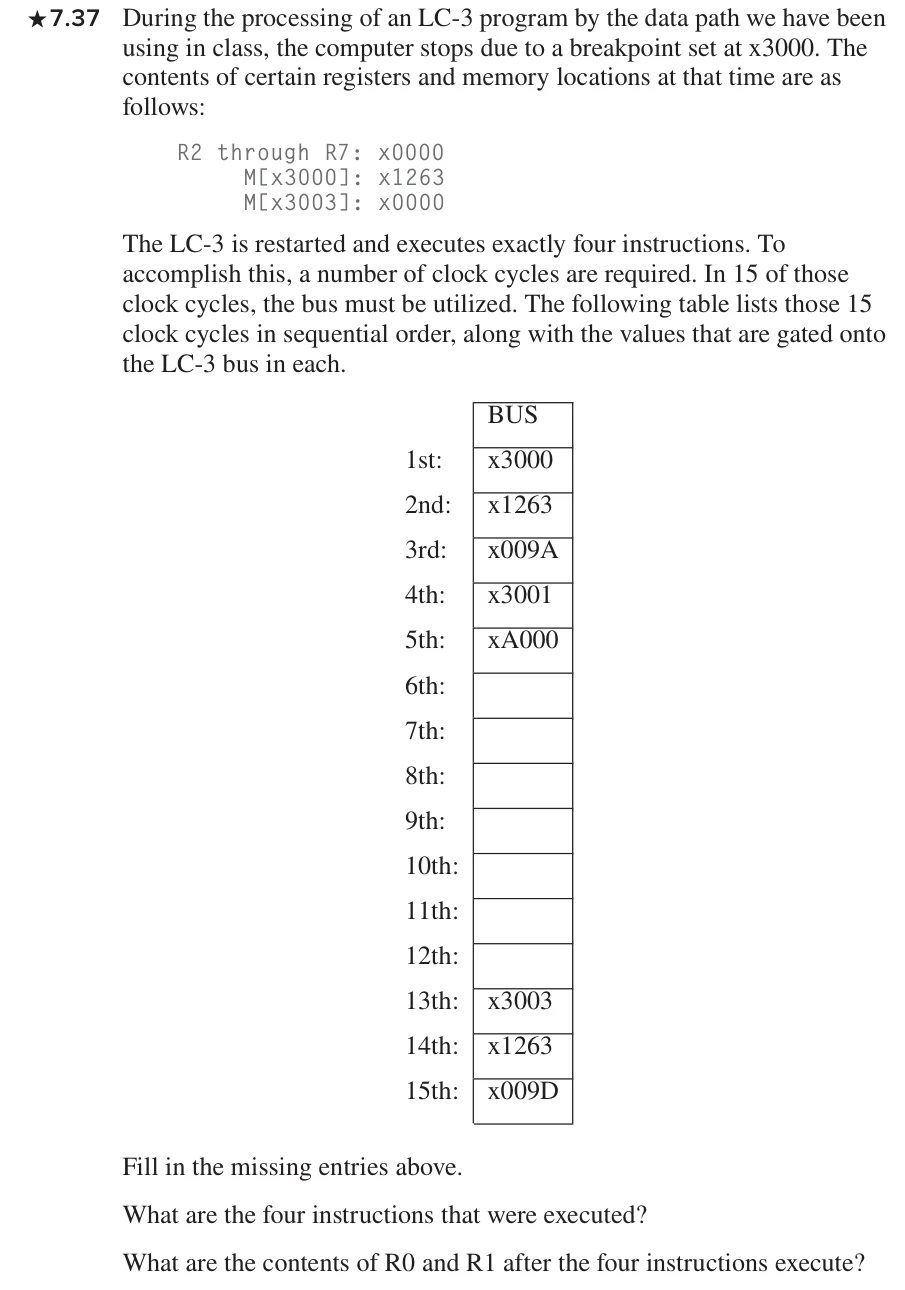 ★7.37 During the processing of an LC-3 program by the data path we have been
using in class, the computer stops due to a breakpoint set at x3000. The
contents of certain registers and memory locations at that time are as
follows:
R2 through R7: x0000
M[x3000]: x1263
M[x3003]: x0000
The LC-3 is restarted and executes exactly four instructions. To
accomplish this, a number of clock cycles are required. In 15 of those
clock cycles, the bus must be utilized. The following table lists those 15
clock cycles in sequential order, along with the values that are gated onto
the LC-3 bus in each.
BUS
1st: x3000
2nd: x1263
3rd: x009A
4th: x3001
5th: xA000
6th:
7th:
8th:
9th:
10th:
11th:
12th:
13th: x3003
14th: x1263
15th: x009D
Fill in the missing entries above.
What are the four instructions that were executed?
What are the contents of R0 and R1 after the four instructions execute?